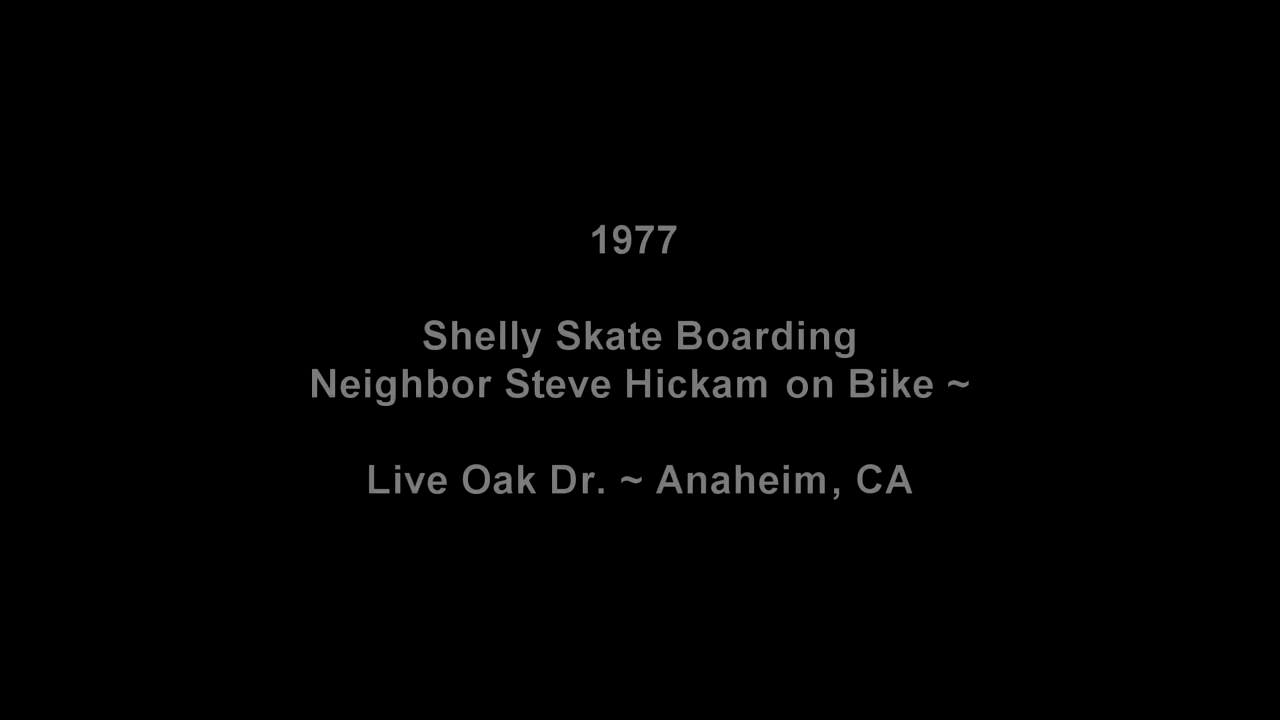 1977
Shelly Skate Boarding
Neighbor Steve Hickam on Bike ~
Live Oak Dr. ~ Anaheim, CA